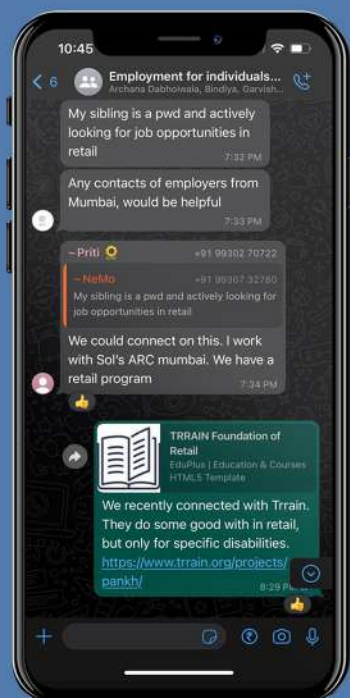 10:45
6
Employment for individuals...
Archana Dabhoiwala, Bindiya, Garvish...
My sibling is a pwd and actively
looking for job opportunities in
retail
7:32 PM
Any contacts of employers from
Mumbai, would be helpful
7:33 PM
~Priti 🌻 +91 99302 70722
~NeMo +91 95307 32780
My sibling is a pwd and actively looking for
job opportunities in retail
We could connect on this. I work
with Sol's ARC mumbai. We have a
retail program
7:34 PM
👍
TRRAIN Foundation of
Retail
EduPlus | Education & Courses
HTML5 Template
We recently connected with Trrain.
They do some good with in retail,
but only for specific disabilities.
https://www.trrain.org/projects/
pankh/
8:29 P
👍